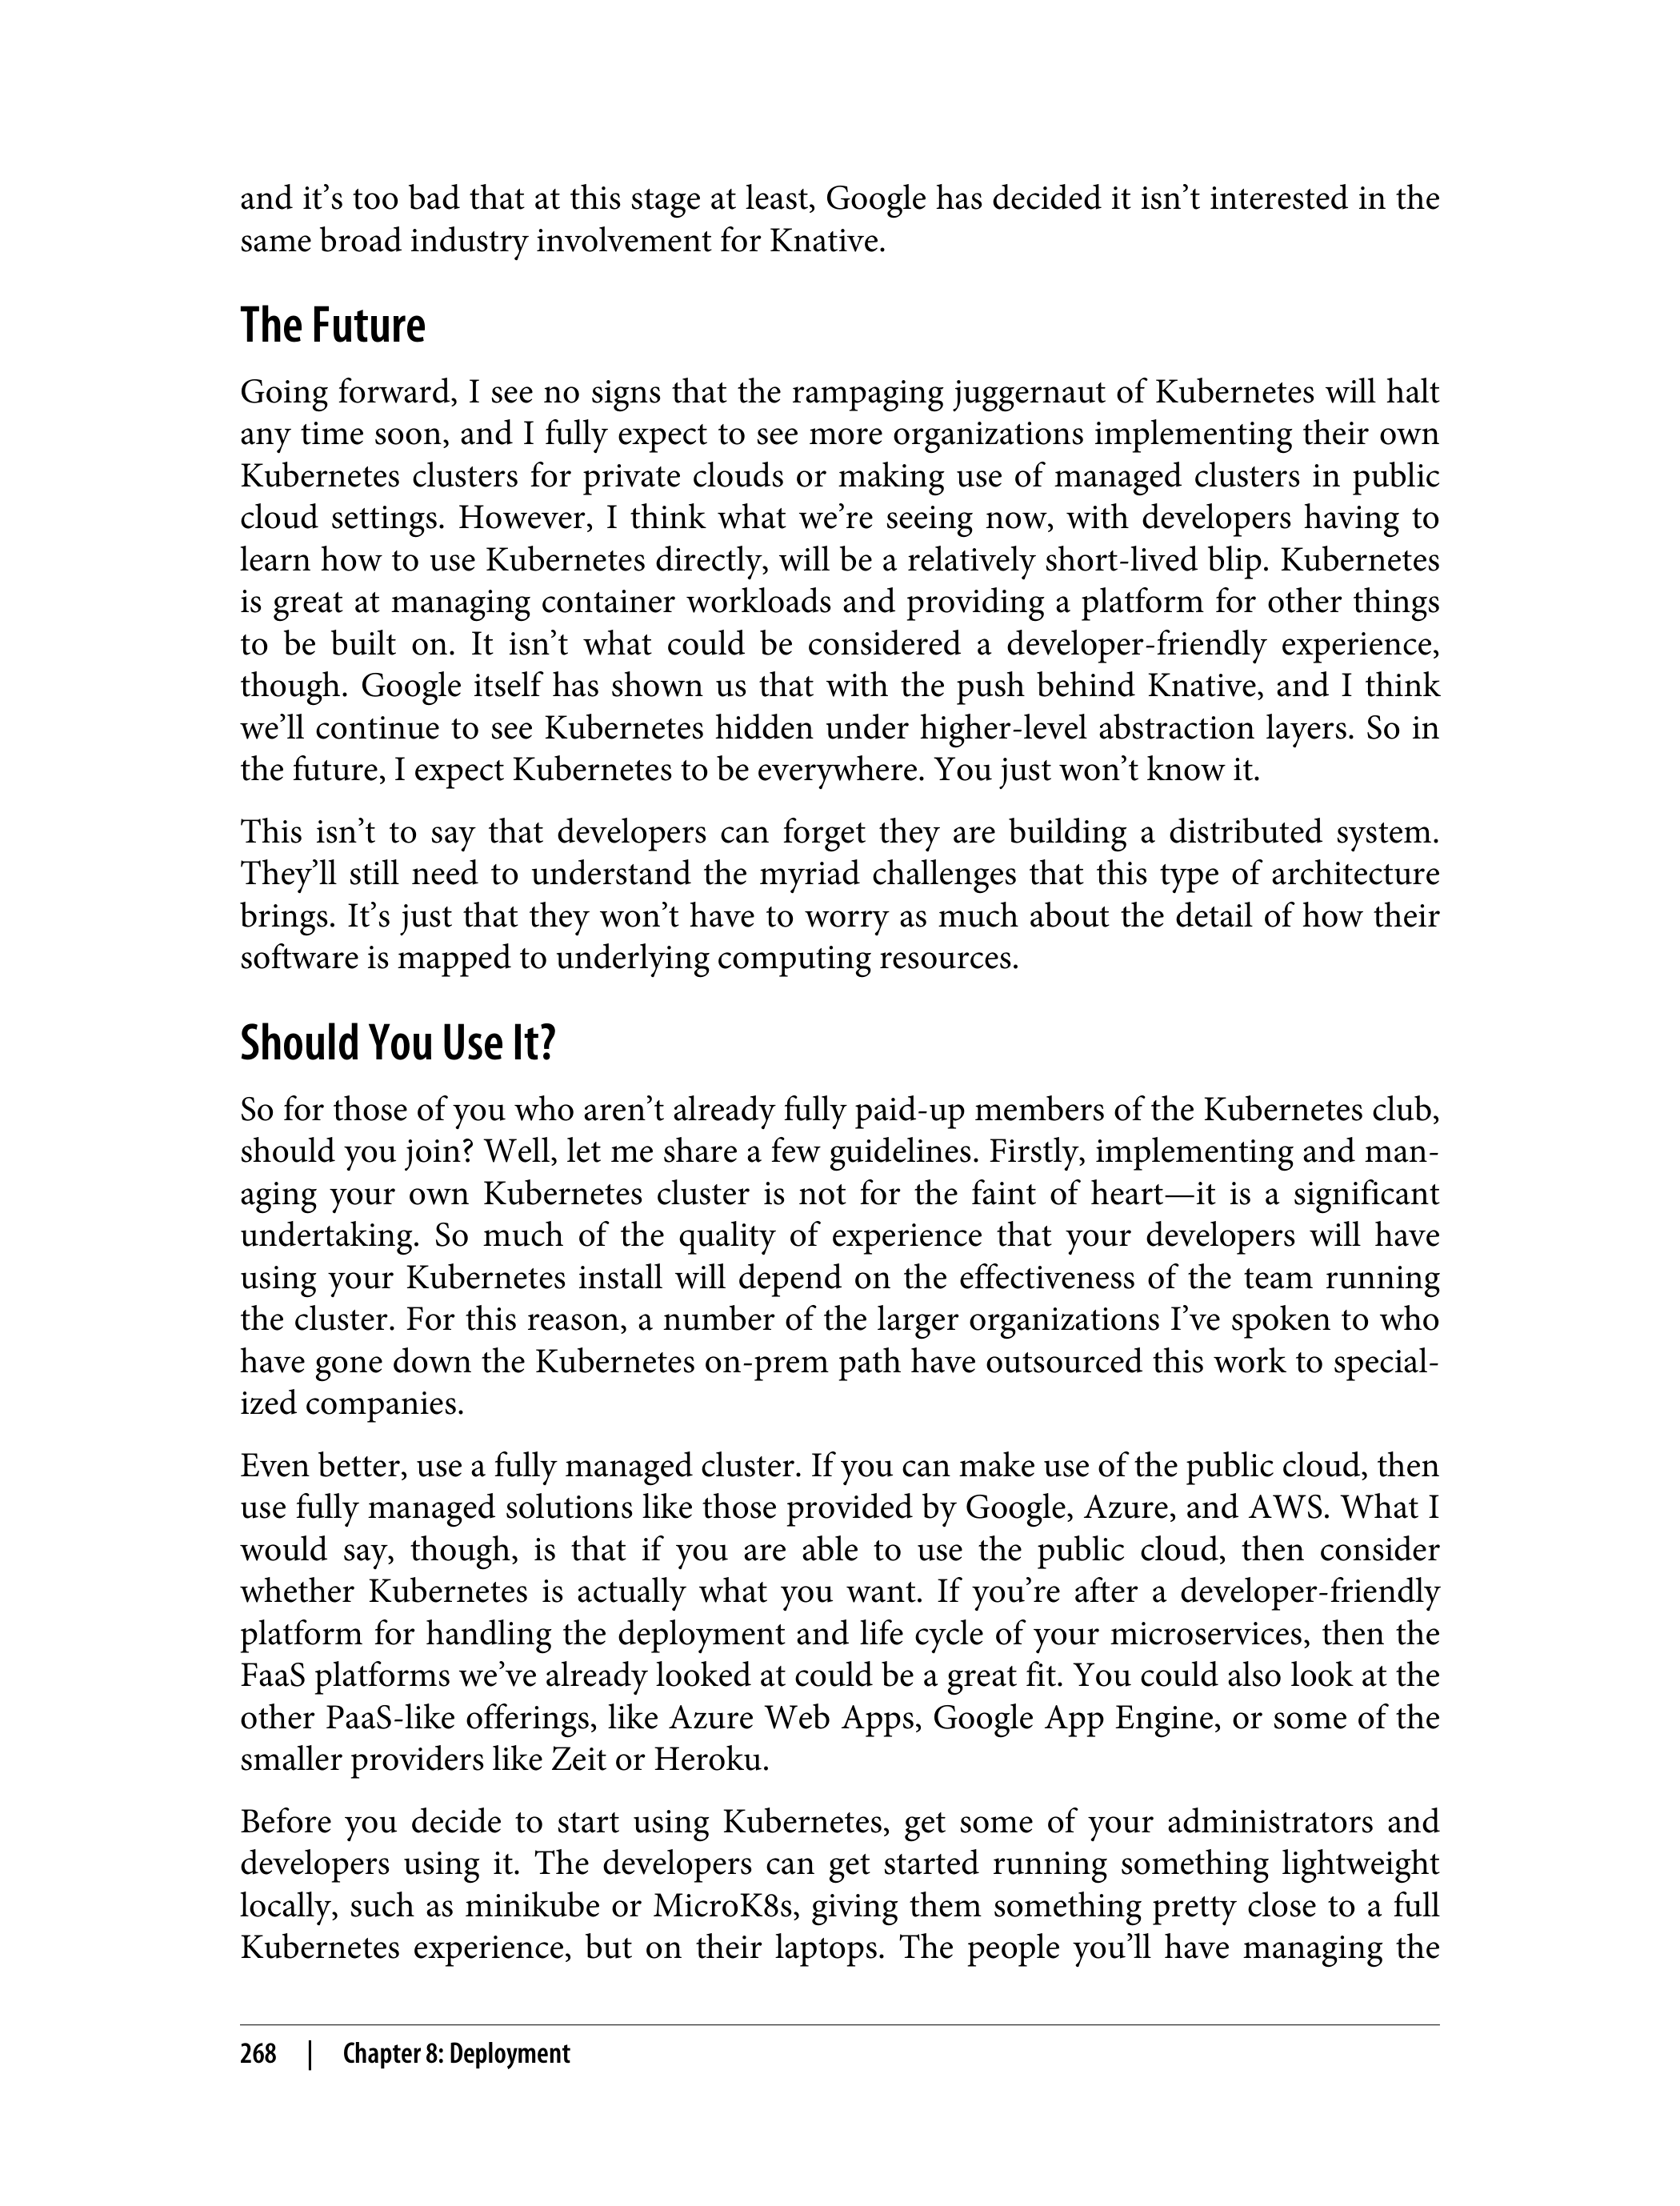 and it’s too bad that at this stage at least, Google has decided it isn’t interested in the
same broad industry involvement for Knative.
The Future
Going forward, I see no signs that the rampaging juggernaut of Kubernetes will halt
any time soon, and I fully expect to see more organizations implementing their own
Kubernetes clusters for private clouds or making use of managed clusters in public
cloud settings. However, I think what we’re seeing now, with developers having to
learn how to use Kubernetes directly, will be a relatively short-lived blip. Kubernetes
is great at managing container workloads and providing a platform for other things
to be built on. It isn’t what could be considered a developer-friendly experience,
though. Google itself has shown us that with the push behind Knative, and I think
we’ll continue to see Kubernetes hidden under higher-level abstraction layers. So in
the future, I expect Kubernetes to be everywhere. You just won’t know it.
This isn’t to say that developers can forget they are building a distributed system.
They’ll still need to understand the myriad challenges that this type of architecture
brings. It’s just that they won’t have to worry as much about the detail of how their
software is mapped to underlying computing resources.
Should You Use It?
So for those of you who aren’t already fully paid-up members of the Kubernetes club,
should you join? Well, let me share a few guidelines. Firstly, implementing and man-
aging your own Kubernetes cluster is not for the faint of heart—it is a significant
undertaking. So much of the quality of experience that your developers will have
using your Kubernetes install will depend on the effectiveness of the team running
the cluster. For this reason, a number of the larger organizations I’ve spoken to who
have gone down the Kubernetes on-prem path have outsourced this work to special-
ized companies.
Even better, use a fully managed cluster. If you can make use of the public cloud, then
use fully managed solutions like those provided by Google, Azure, and AWS. What I
would say, though, is that if you are able to use the public cloud, then consider
whether Kubernetes is actually what you want. If you’re after a developer-friendly
platform for handling the deployment and life cycle of your microservices, then the
FaaS platforms we’ve already looked at could be a great fit. You could also look at the
other PaaS-like offerings, like Azure Web Apps, Google App Engine, or some of the
smaller providers like Zeit or Heroku.
Before you decide to start using Kubernetes, get some of your administrators and
developers using it. The developers can get started running something lightweight
locally, such as minikube or MicroK8s, giving them something pretty close to a full
Kubernetes experience, but on their laptops. The people you’ll have managing the
268 | Chapter 8: Deployment